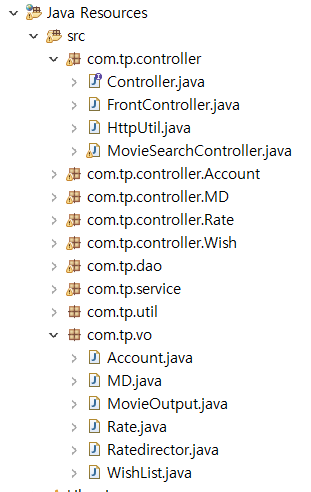 Java Resources
src
com.tp.controller
Controller.java
FrontController.java
HttpUtil.java
MovieSearchController.java
com.tp.controller.Account
com.tp.controller.MD
com.tp.controller.Rate
com.tp.controller.Wish
com.tp.dao
com.tp.service
com.tp.util
com.tp.vo
Account.java
MD.java
MovieOutput.java
Rate.java
Ratedirector.java
WishList.java